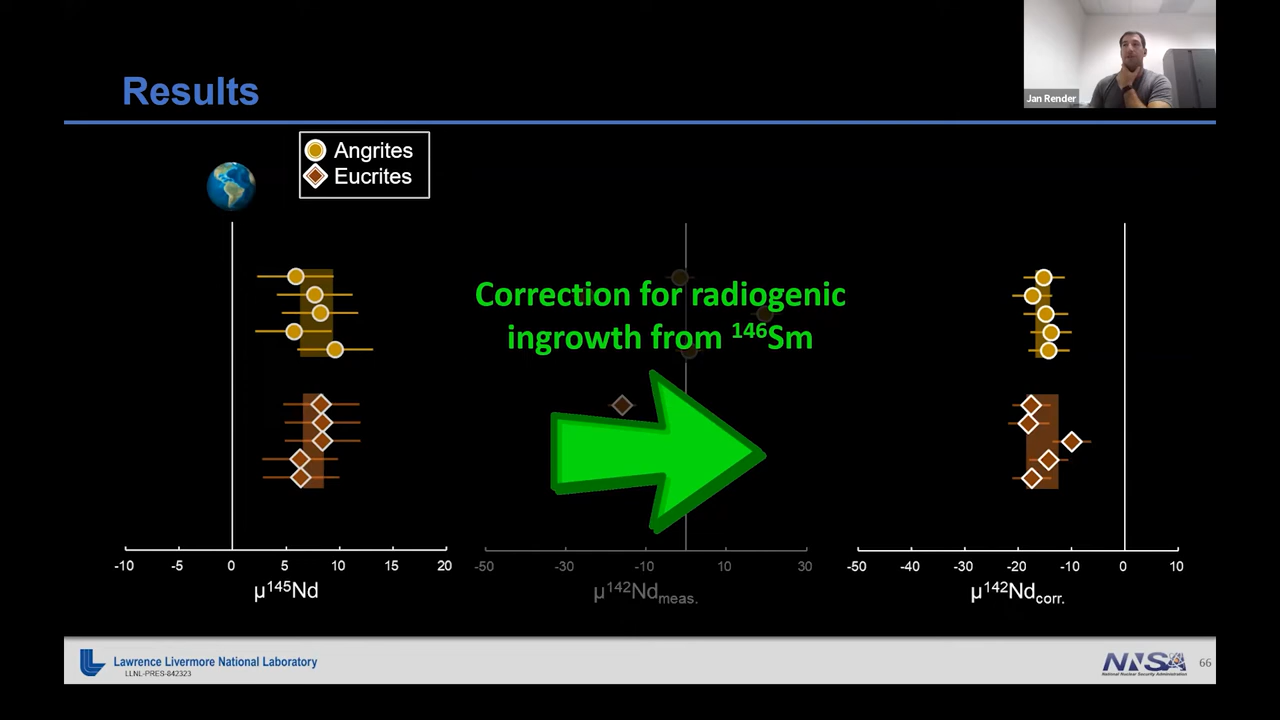 Jan Render
Results
Angrites
Eucrites
Correction for radiogenic
ingrowth from ¹⁴⁶Sm
-10 -5 0 5 10 15 20
μ¹⁴⁵Nd
-50 -30 -10 10 30
μ¹⁴²Nd_meas.
-50 -40 -30 -20 -10 0 10
μ¹⁴²Nd_corr.
Lawrence Livermore National Laboratory
LLNL-PRES-842323
NNSA
National Nuclear Security Administration
66